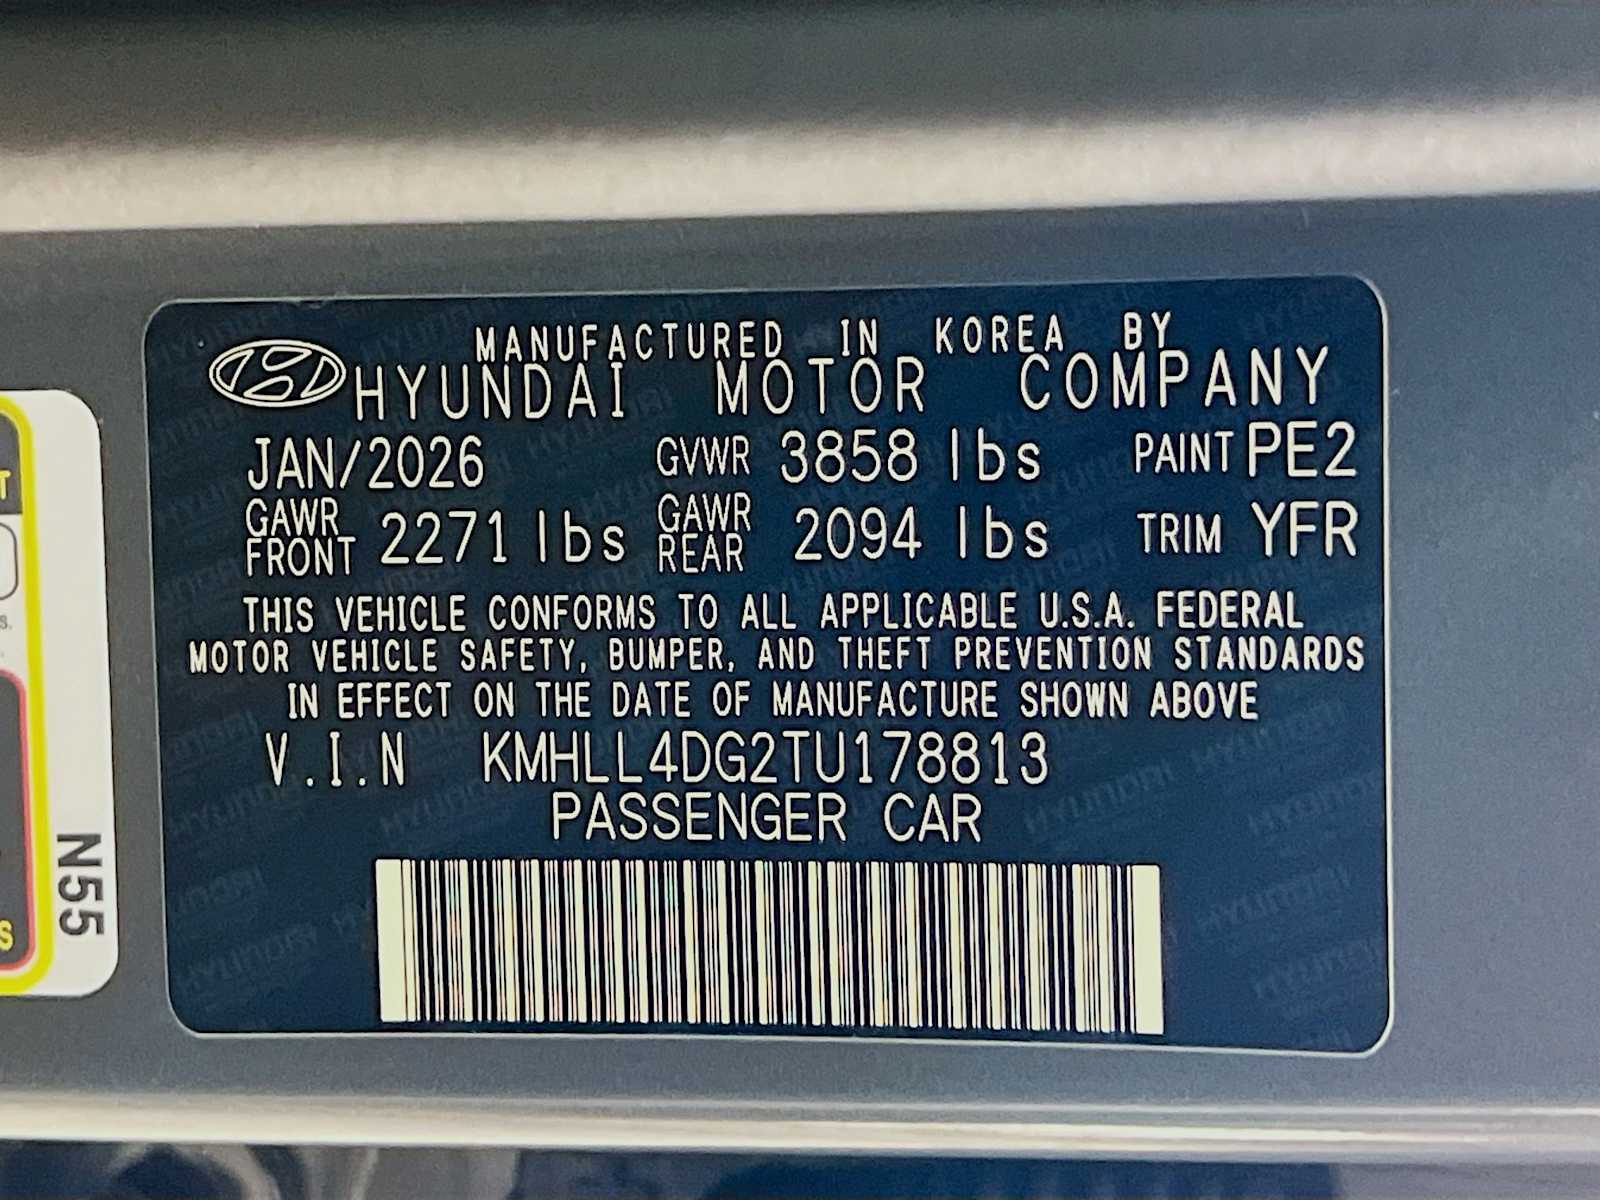 MANUFACTURED IN KOREA BY
HYUNDAI MOTOR COMPANY
JAN/2026 GVWR 3858 lbs PAINT PE2
GAWR FRONT 2271 lbs GAWR REAR 2094 lbs TRIM YFR
THIS VEHICLE CONFORMS TO ALL APPLICABLE U.S.A. FEDERAL
MOTOR VEHICLE SAFETY, BUMPER, AND THEFT PREVENTION STANDARDS
IN EFFECT ON THE DATE OF MANUFACTURE SHOWN ABOVE
V.I.N KMHLL4DG2TU178813
PASSENGER CAR
N55